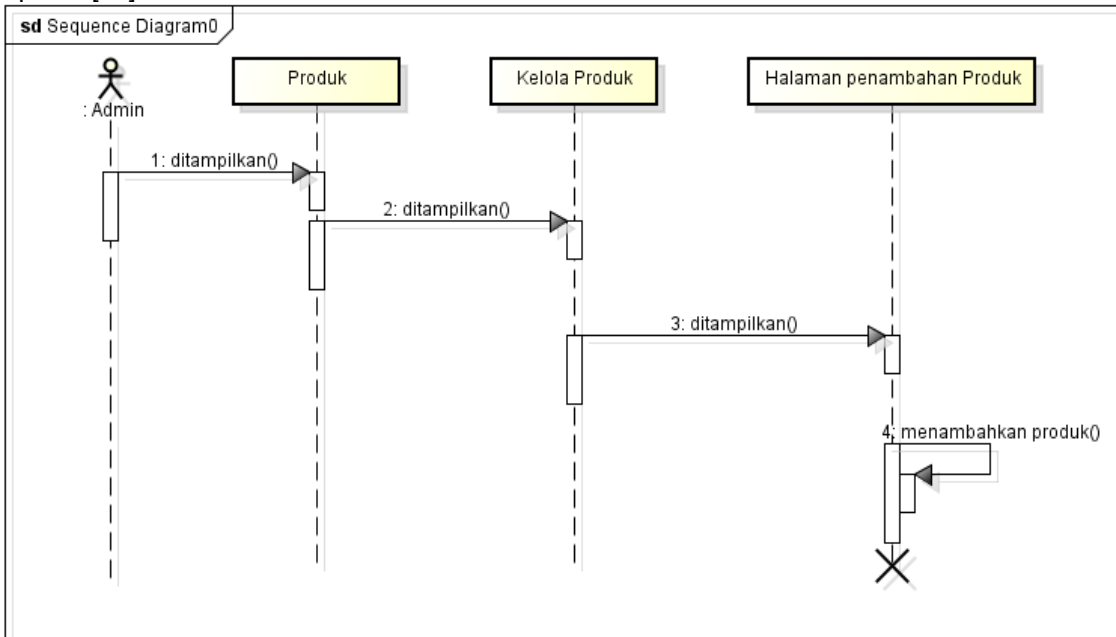 sd Sequence Diagram0
: Admin
Produk
Kelola Produk
Halaman penambahan Produk
1: ditampilkan()
2: ditampilkan()
3: ditampilkan()
4: menambahkan produk()